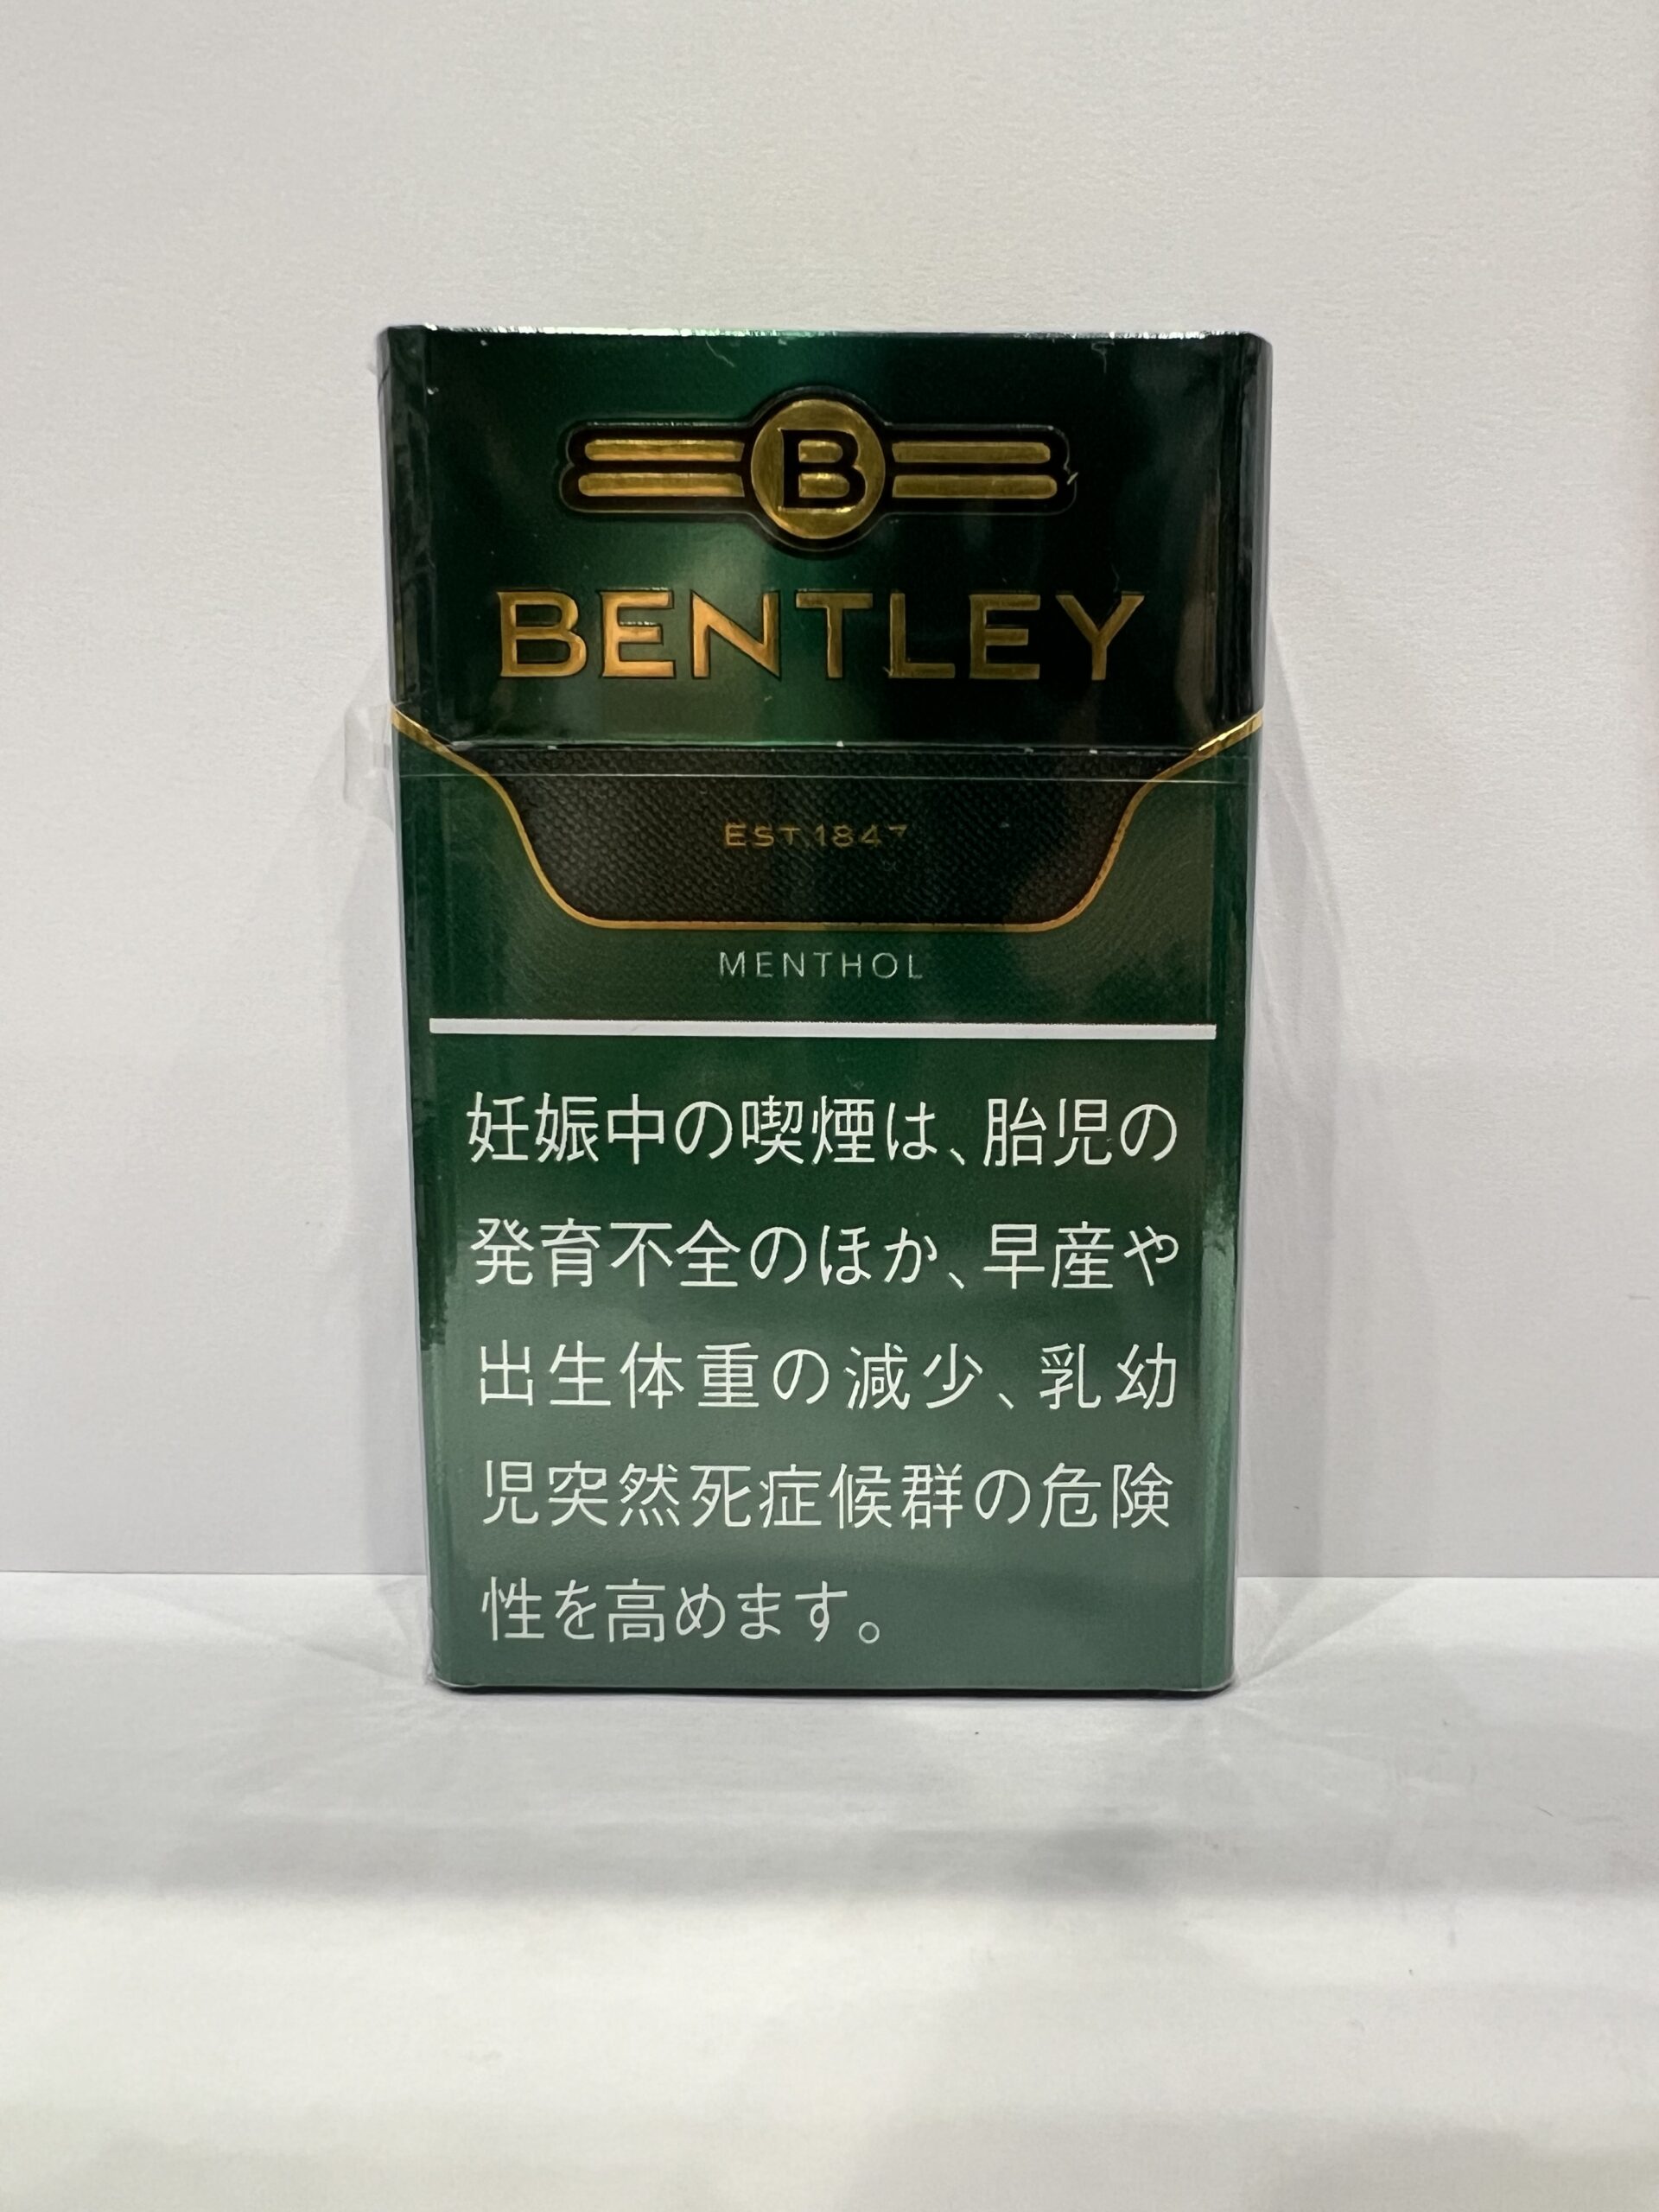 B
BENTLEY
EST.1847
MENTHOL
妊娠中の喫煙は、胎児の
発育不全のほか、早産や
出生体重の減少、乳幼
児突然死症候群の危険
性を高めます。